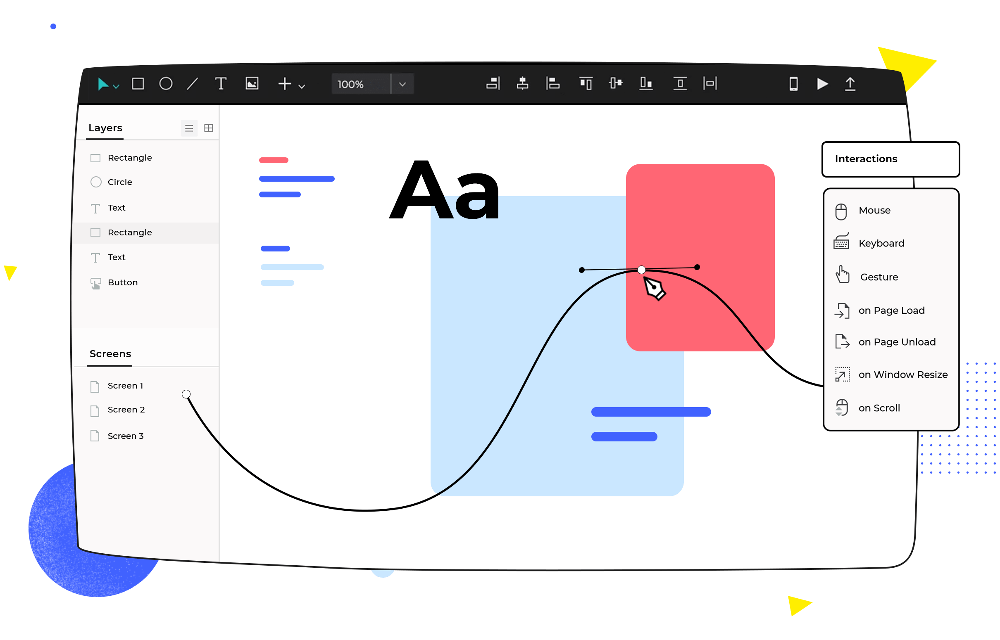 100%
Layers
Rectangle
Circle
Text
Rectangle
Text
Button
Screens
Screen 1
Screen 2
Screen 3
Aa
Interactions
Mouse
Keyboard
Gesture
on Page Load
on Page Unload
on Window Resize
on Scroll